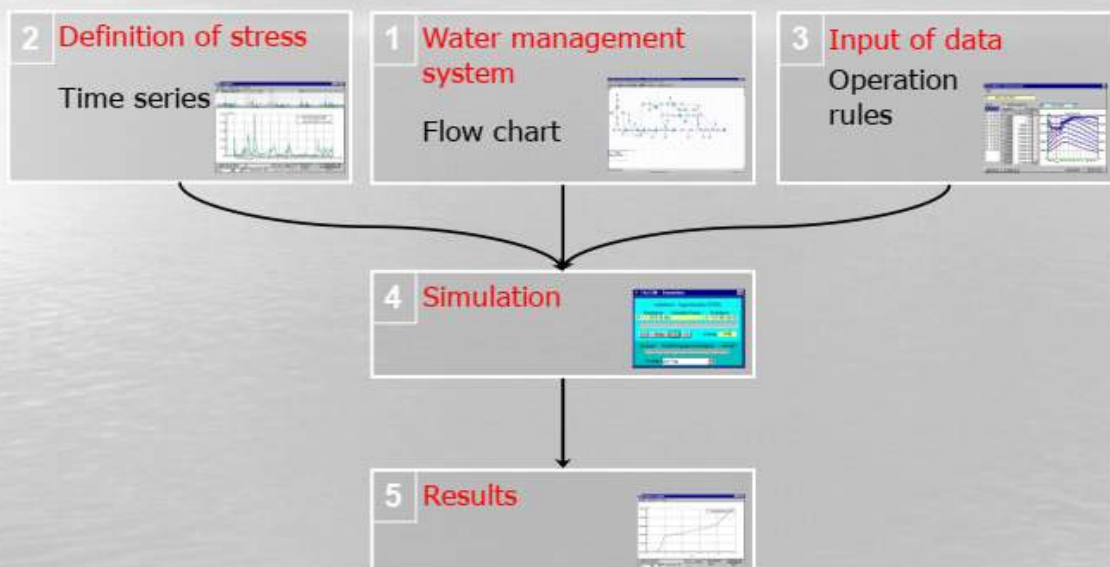 2 Definition of stress
Time series
1 Water management
system
Flow chart
3 Input of data
Operation
rules
4 Simulation
5 Results